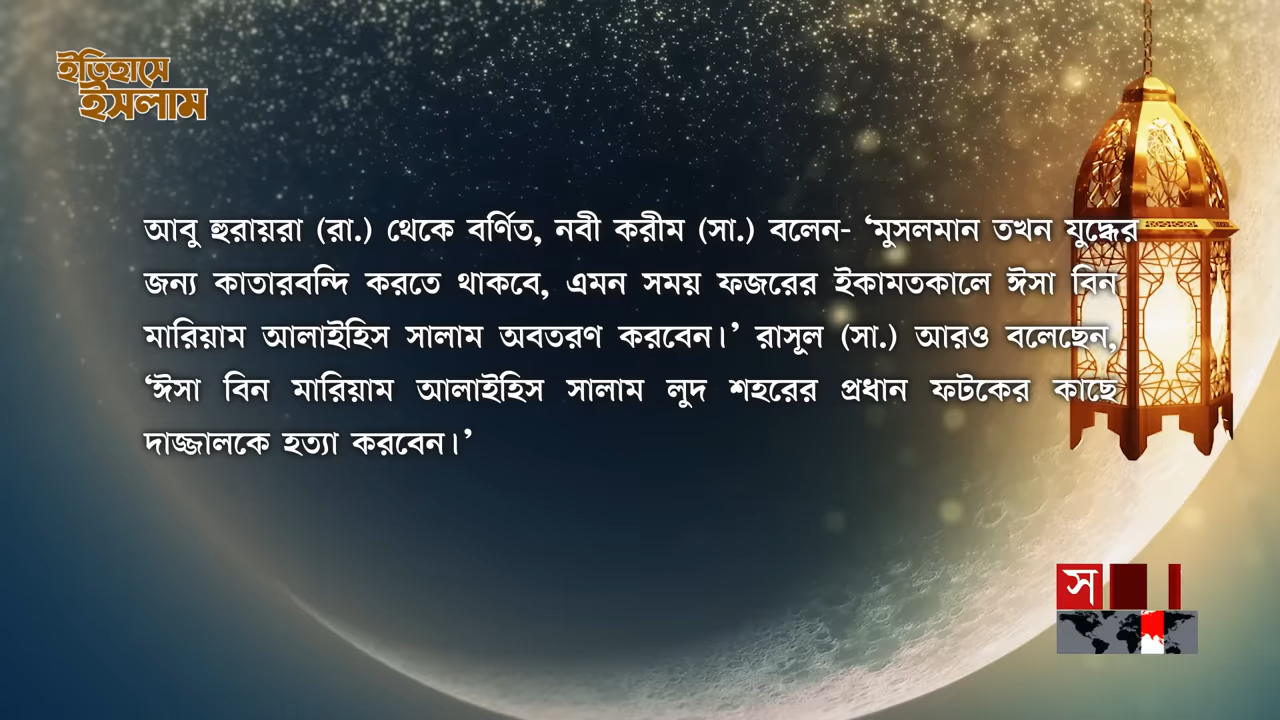 ইতিহাসে
ইসলাম
আবু হুরায়রা (রা.) থেকে বর্ণিত, নবী করীম (সা.) বলেন- ‘মুসলমান তখন যুদ্ধের
জন্য কাতারবন্দি করতে থাকবে, এমন সময় ফজরের ইকামতকালে ঈসা বিন
মারিয়াম আলাইহিস সালাম অবতরণ করবেন।’ রাসূল (সা.) আরও বলেছেন,
‘ঈসা বিন মারিয়াম আলাইহিস সালাম লুদ শহরের প্রধান ফটকের কাছে
দাজ্জালকে হত্যা করবেন।’
স